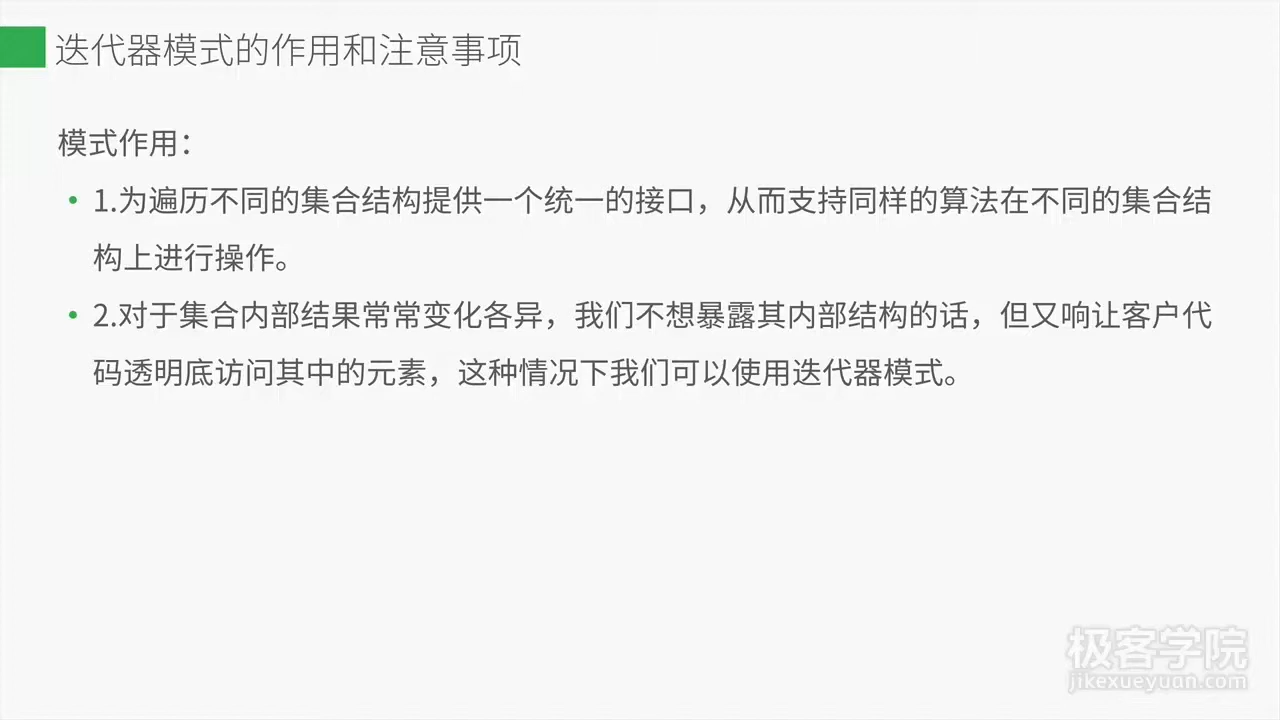 迭代器模式的作用和注意事项
模式作用：
• 1.为遍历不同的集合结构提供一个统一的接口，从而支持同样的算法在不同的集合结
构上进行操作。
• 2.对于集合内部结果常常变化各异，我们不想暴露其内部结构的话，但又响让客户代
码透明底访问其中的元素，这种情况下我们可以使用迭代器模式。
极客学院
jikexueyuan.com